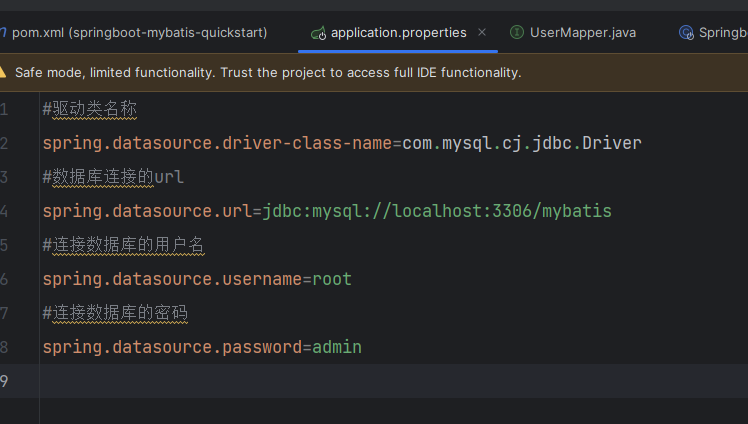 pom.xml (springboot-mybatis-quickstart) application.properties × UserMapper.java Springb
Safe mode, limited functionality. Trust the project to access full IDE functionality.
1 #驱动类名称
2 spring.datasource.driver-class-name=com.mysql.cj.jdbc.Driver
3 #数据库连接的url
4 spring.datasource.url=jdbc:mysql://localhost:3306/mybatis
5 #连接数据库的用户名
6 spring.datasource.username=root
7 #连接数据库的密码
8 spring.datasource.password=admin
9